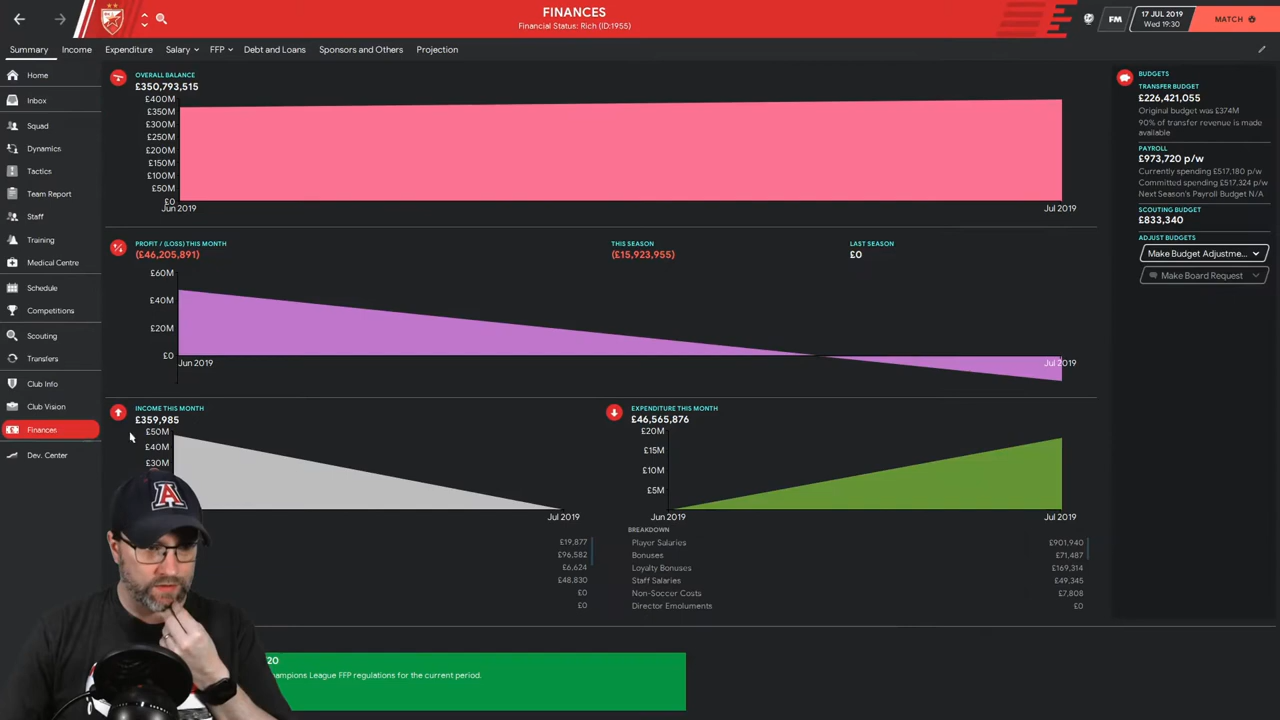 FINANCES
Financial Status: Rich (ID:1955)
FM
17 JUL 2019
Wed 19:30
MATCH
Summary
Income
Expenditure
Salary
FFP
Debt and Loans
Sponsors and Others
Projection
Home
Inbox
Squad
Dynamics
Tactics
Team Report
Staff
Training
Medical Centre
Schedule
Competitions
Scouting
Transfers
Club Info
Club Vision
Finances
Dev. Center
OVERALL BALANCE
£350,793,515
£400M
£350M
£300M
£250M
£200M
£150M
£100M
£50M
£0
Jun 2019
Jul 2019
PROFIT / (LOSS) THIS MONTH
(£46,205,891)
THIS SEASON
(£15,923,955)
LAST SEASON
£0
£60M
£40M
£20M
£0
Jun 2019
Jul 2019
INCOME THIS MONTH
£359,985
£50M
£40M
£30M
Jul 2019
£19,877
£96,582
£6,624
£48,830
£0
£0
EXPENDITURE THIS MONTH
£46,565,876
£20M
£15M
£10M
£5M
Jun 2019
Jul 2019
BREAKDOWN
Player Salaries £901,940
Bonuses £71,487
Loyalty Bonuses £169,314
Staff Salaries £49,345
Non-Soccer Costs £7,808
Director Emoluments £0
20
hampions League FFP regulations for the current period.
BUDGETS
TRANSFER BUDGET
£226,421,055
Original budget was £374M
90% of transfer revenue is made
available
PAYROLL
£973,720 p/w
Currently spending £517,180 p/w
Committed spending £517,324 p/w
Next Season's Payroll Budget N/A
SCOUTING BUDGET
£833,340
ADJUST BUDGETS
Make Budget Adjustme...
Make Board Request
A